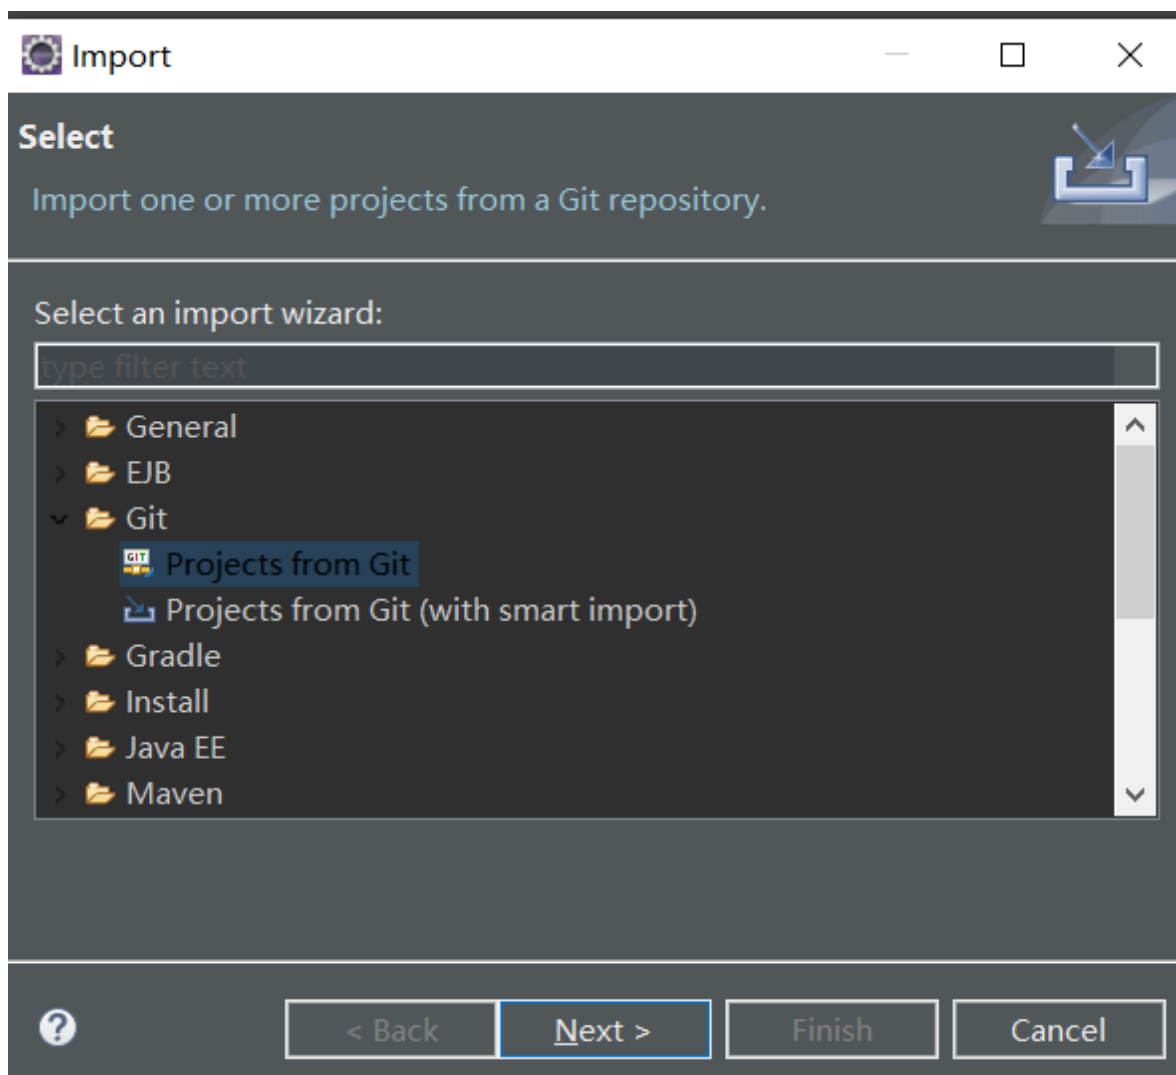 Import
Select
Import one or more projects from a Git repository.
Select an import wizard:
type filter text
General
EJB
Git
GIT
Projects from Git
Projects from Git (with smart import)
Gradle
Install
Java EE
Maven
?
< Back
Next >
Finish
Cancel